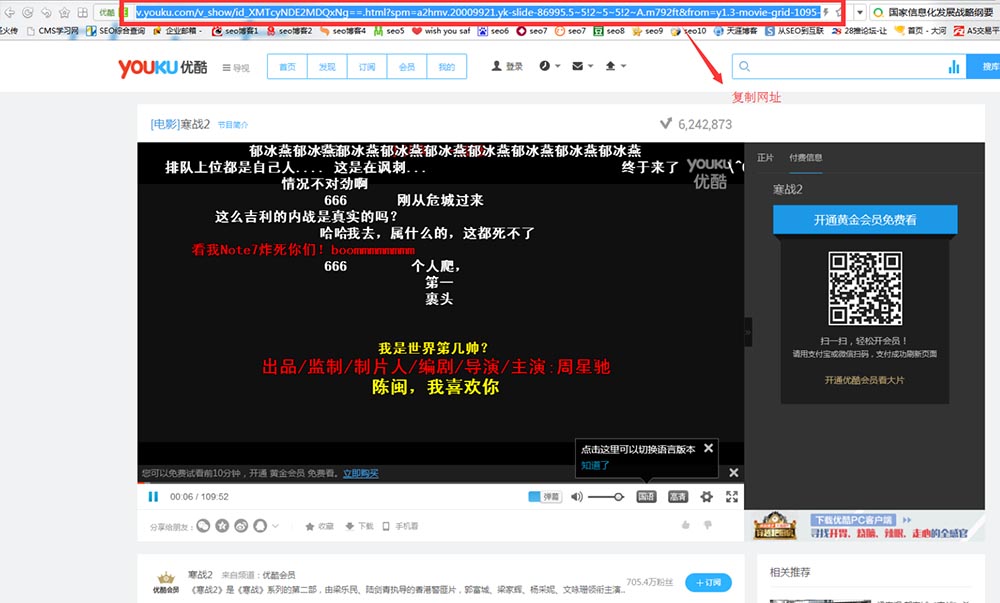 优酷
v.youku.com/v_show/id_XMTcyNDE2MDQxNg==.html?spm=a2hmv.20009921.yk-slide-86995.5~5!2~5~5!2~A.m792ft&from=y1.3-movie-grid-1095-
国家信息化发展战略纲要
CMS学习网 SEO综合查询 企业邮箱 seo博客1 seo博客2 seo博客4 seo5 wish you saf seo6 seo7 seo7 seo8 seo9 seo10 天涯博客 从SEO到互联 28推论坛-让 首页 - 大河 A5交易平
复制网址
YOUKU 优酷 导视 首页 发现 订阅 会员 我的 登录 搜库
[电影]寒战2 节目简介 6,242,873
郁冰燕郁冰燕郁冰燕郁冰燕郁冰燕郁冰燕郁冰燕郁冰燕郁冰燕
排队上位都是自己人.... 这是在讽刺... 终于来了
YOUKU
优酷
情况不对劲啊
666 刚从危城过来
这么吉利的内战是真实的吗？
哈哈我去，属什么的，这都死不了
看我Note7炸死你们！boommmmmmmmm
666 个人爬，
第一
裹头
我是世界第几帅？
出品/监制/制片人/编剧/导演/主演:周星驰
陈闽，我喜欢你
点击这里可以切换语言版本
知道了
您可以免费试看前10分钟，开通 黄金会员 免费看。立即购买
00:06 / 109:52 弹幕 国语 高清
分享给朋友: 收藏 下载 手机看
正片 付费信息
寒战2
开通黄金会员免费看
扫一扫，轻松开会员！
请用支付宝或微信扫码，支付成功刷新页面
开通优酷会员看大片
下载优酷PC客户端
寻找开胃、烧脑、辣眼、走心的全感官
寒战2 来自频道：优酷会员
优酷会员
《寒战2》是《寒战》系列的第二部，由梁乐民、陆剑青执导的香港警匪片，郭富城、梁家辉、杨采妮、文咏珊领衔主演..
705.4万粉丝 +订阅
相关推荐